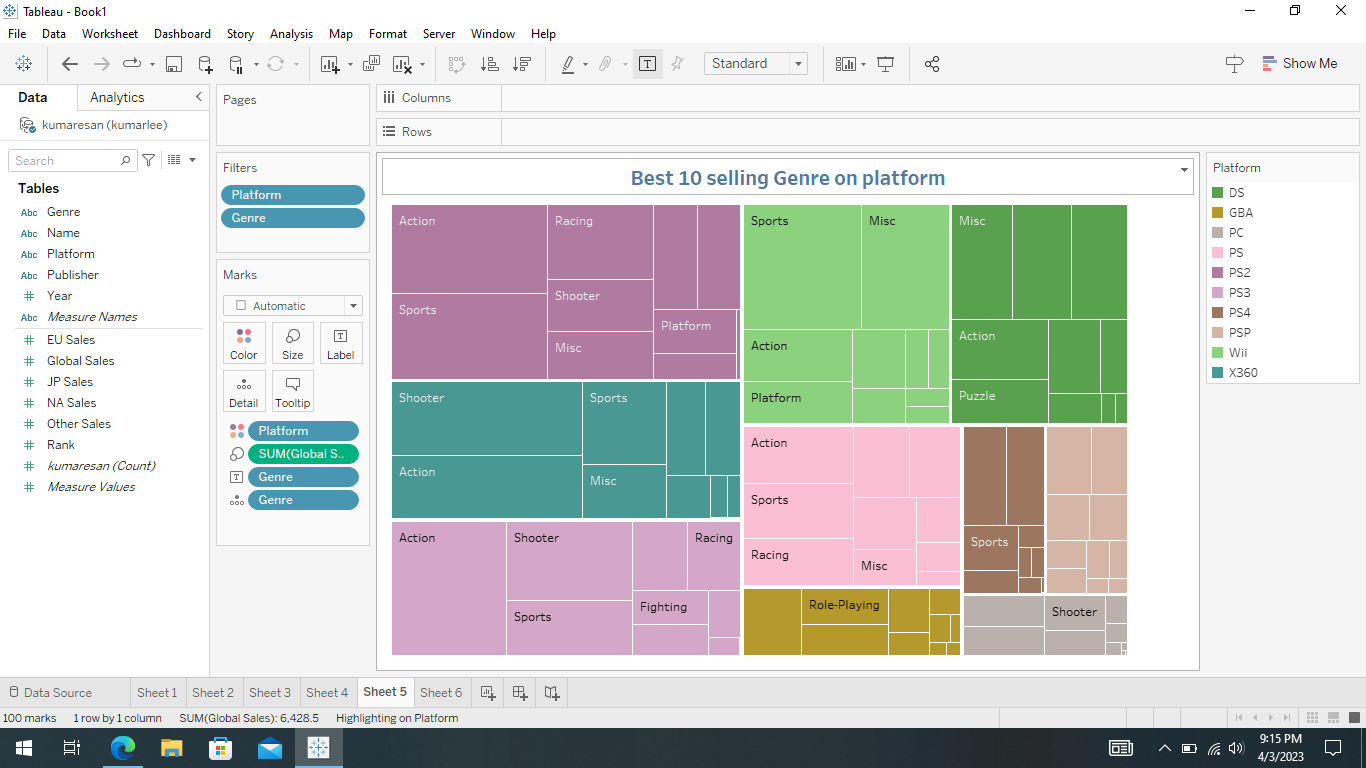 Tableau - Book1
File Data Worksheet Dashboard Story Analysis Map Format Server Window Help
Standard
Show Me
Data Analytics
kumaresan (kumarlee)
Search
Tables
Abc Genre
Abc Name
Abc Platform
Abc Publisher
# Year
Abc Measure Names
# EU Sales
# Global Sales
# JP Sales
# NA Sales
# Other Sales
# Rank
# kumaresan (Count)
# Measure Values
Pages
Filters
Platform
Genre
Marks
Automatic
Color Size Label
Detail Tooltip
Platform
SUM(Global S..
Genre
Genre
Columns
Rows
Best 10 selling Genre on platform
Action
Racing
Sports
Shooter
Misc
Platform
Shooter
Sports
Action
Misc
Action
Shooter
Racing
Sports
Fighting
Sports
Misc
Action
Platform
Misc
Action
Puzzle
Action
Sports
Racing
Misc
Sports
Role-Playing
Shooter
Platform
DS
GBA
PC
PS
PS2
PS3
PS4
PSP
Wii
X360
Data Source Sheet 1 Sheet 2 Sheet 3 Sheet 4 Sheet 5 Sheet 6
100 marks 1 row by 1 column SUM(Global Sales): 6,428.5 Highlighting on Platform
9:15 PM
4/3/2023